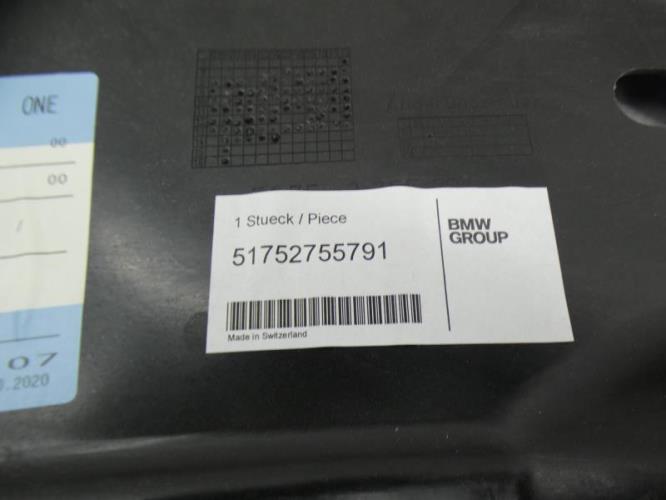 ONE
00
00
/
07
.2020
1 Stueck / Piece
51752755791
Made in Switzerland
BMW
GROUP